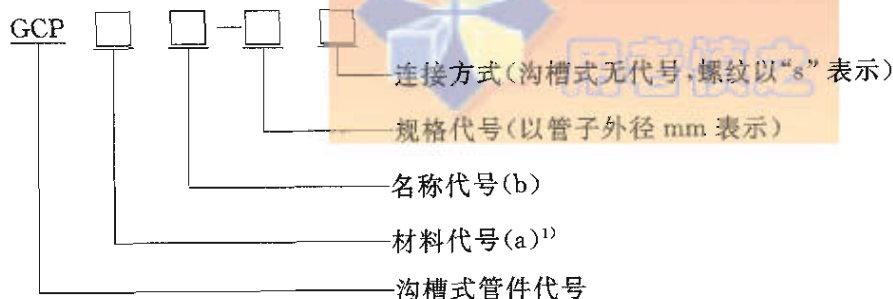 GCP □ □－□ □
连接方式(沟槽式无代号,螺纹以“s”表示)
规格代号(以管子外径 mm 表示)
名称代号(b)
材料代号(a)¹⁾
沟槽式管件代号